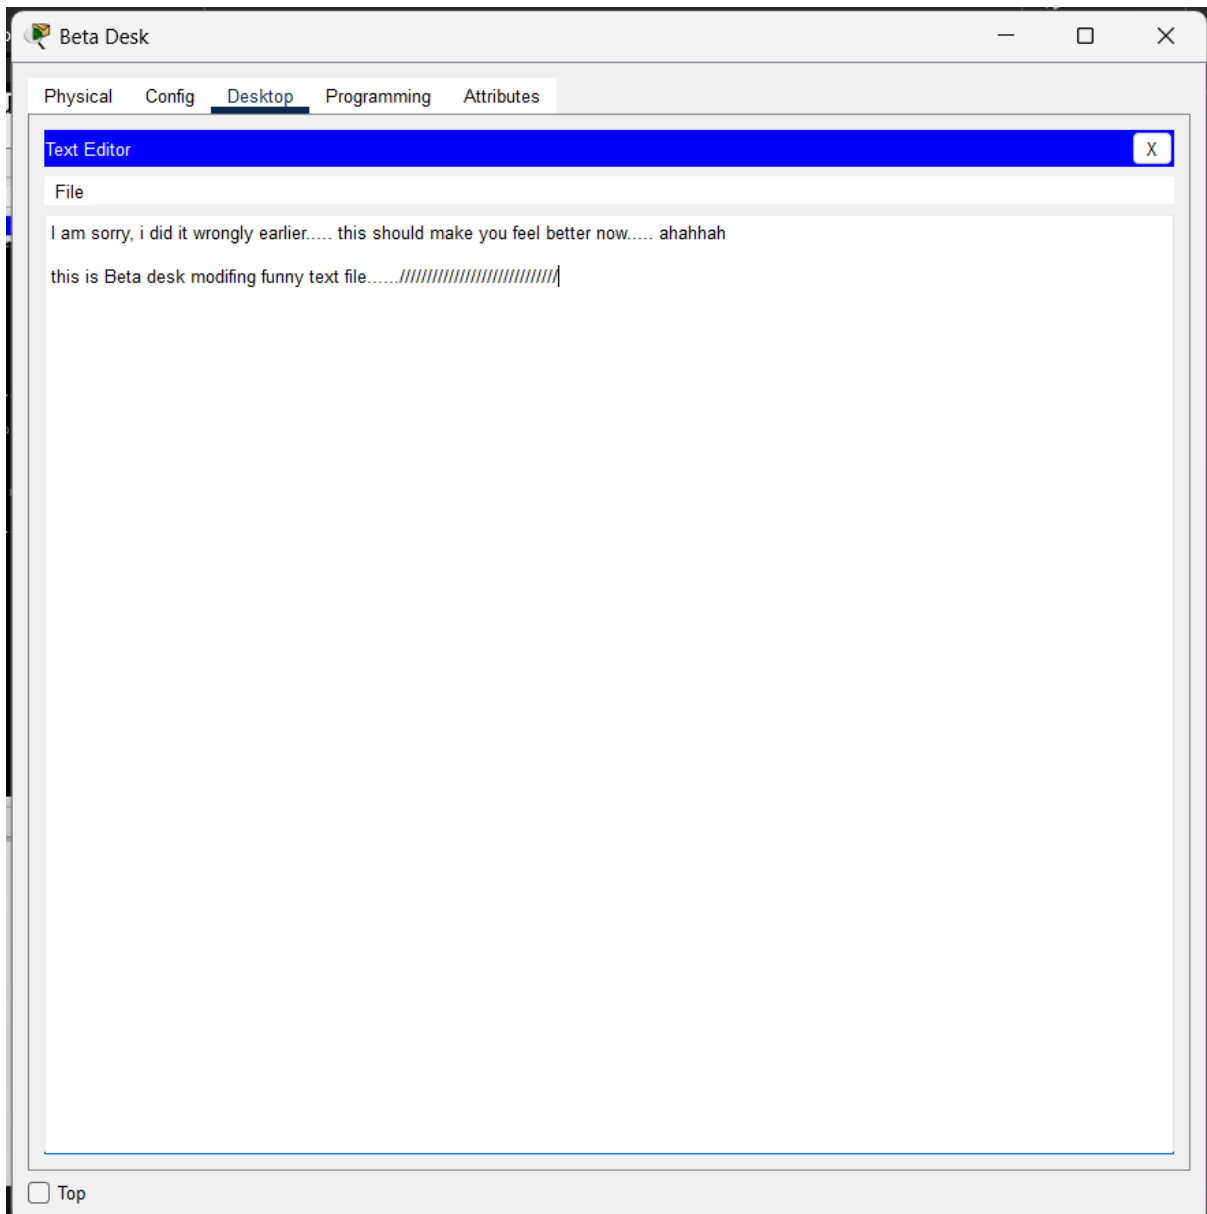 Beta Desk
Physical Config Desktop Programming Attributes
Text Editor X
File
I am sorry, i did it wrongly earlier..... this should make you feel better now..... ahahhah
this is Beta desk modifing funny text file......//////////////////////////////
Top